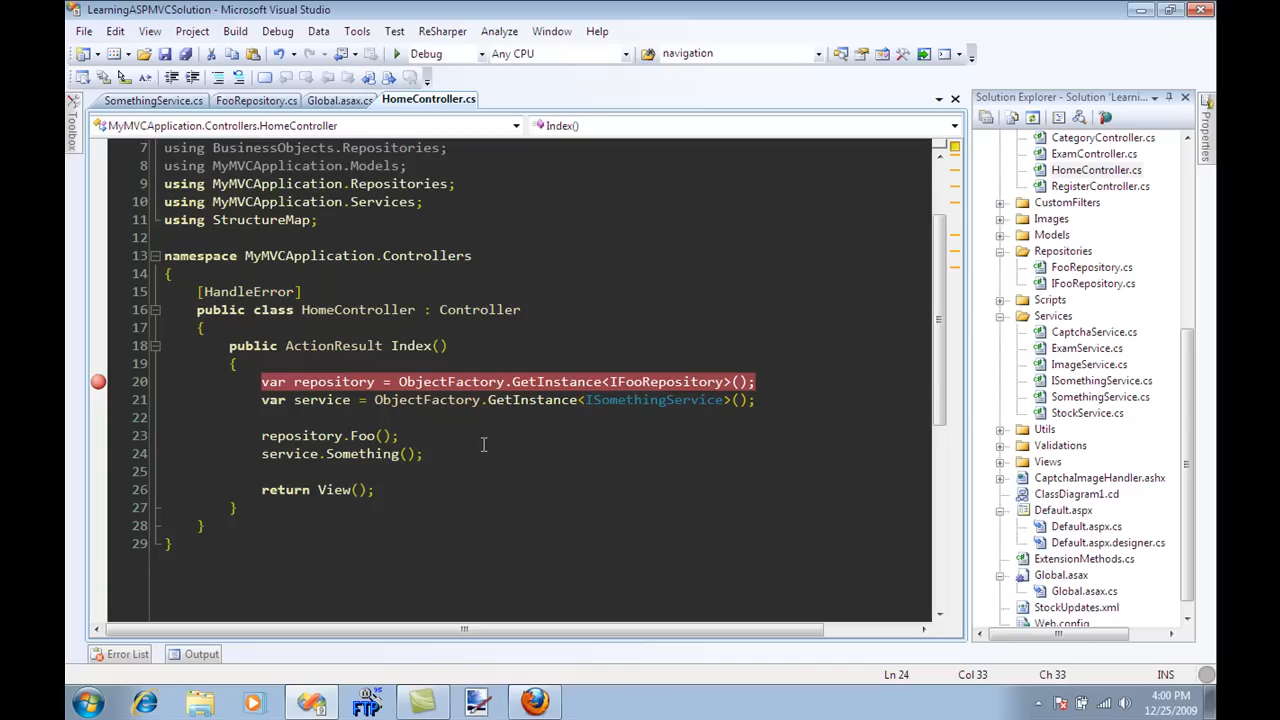 LearningASPMVCSolution - Microsoft Visual Studio
File Edit View Project Build Debug Data Tools Test ReSharper Analyze Window Help
Debug Any CPU navigation
SomethingService.cs FooRepository.cs Global.asax.cs HomeController.cs
MyMVCApplication.Controllers.HomeController Index()
Toolbox
7 using BusinessObjects.Repositories;
8 using MyMVCApplication.Models;
9 using MyMVCApplication.Repositories;
10 using MyMVCApplication.Services;
11 using StructureMap;
12
13 namespace MyMVCApplication.Controllers
14 {
15 [HandleError]
16 public class HomeController : Controller
17 {
18 public ActionResult Index()
19 {
20 var repository = ObjectFactory.GetInstance<IFooRepository>();
21 var service = ObjectFactory.GetInstance<ISomethingService>();
22
23 repository.Foo();
24 service.Something();
25
26 return View();
27 }
28 }
29 }
Solution Explorer - Solution 'Learni...
Properties
CategoryController.cs
ExamController.cs
HomeController.cs
RegisterController.cs
CustomFilters
Images
Models
Repositories
FooRepository.cs
IFooRepository.cs
Scripts
Services
CaptchaService.cs
ExamService.cs
ImageService.cs
ISomethingService.cs
SomethingService.cs
StockService.cs
Utils
Validations
Views
CaptchaImageHandler.ashx
ClassDiagram1.cd
Default.aspx
Default.aspx.cs
Default.aspx.designer.cs
ExtensionMethods.cs
Global.asax
Global.asax.cs
StockUpdates.xml
Web.config
Error List Output
Ln 24 Col 33 Ch 33 INS
FTP
4:00 PM
12/25/2009